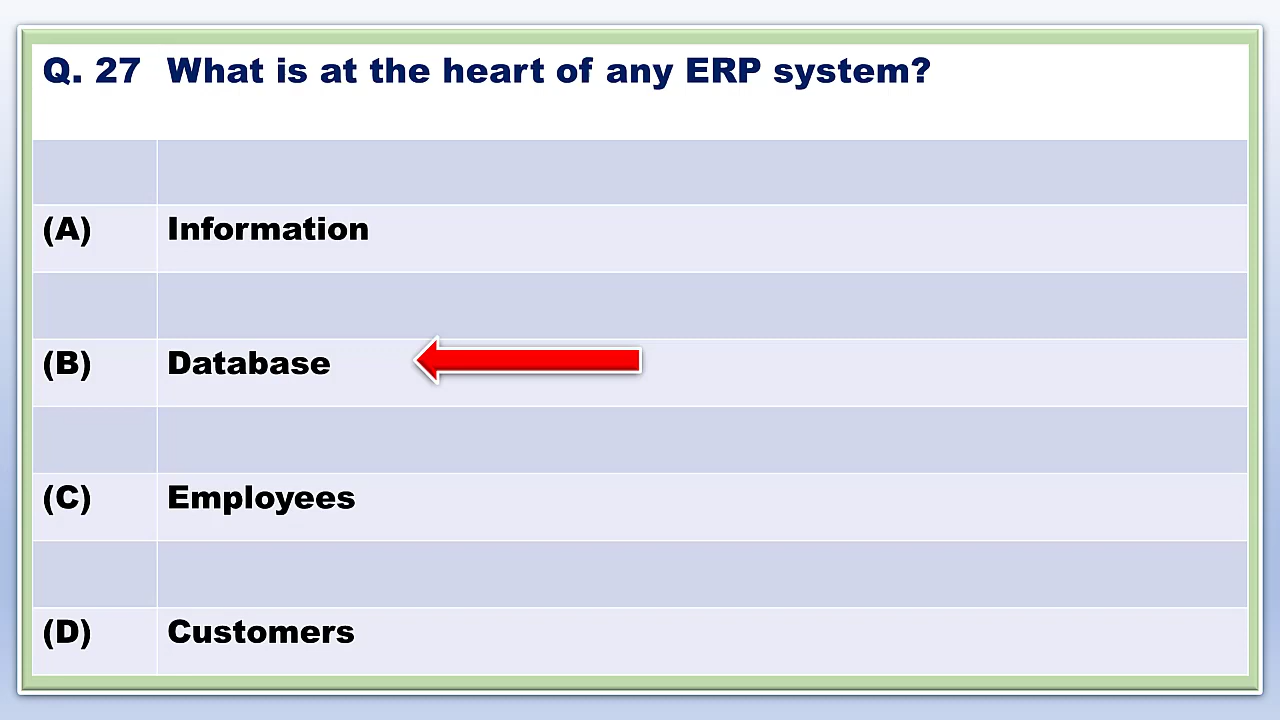 Q. 27 What is at the heart of any ERP system?
(A) Information
(B) Database
(C) Employees
(D) Customers